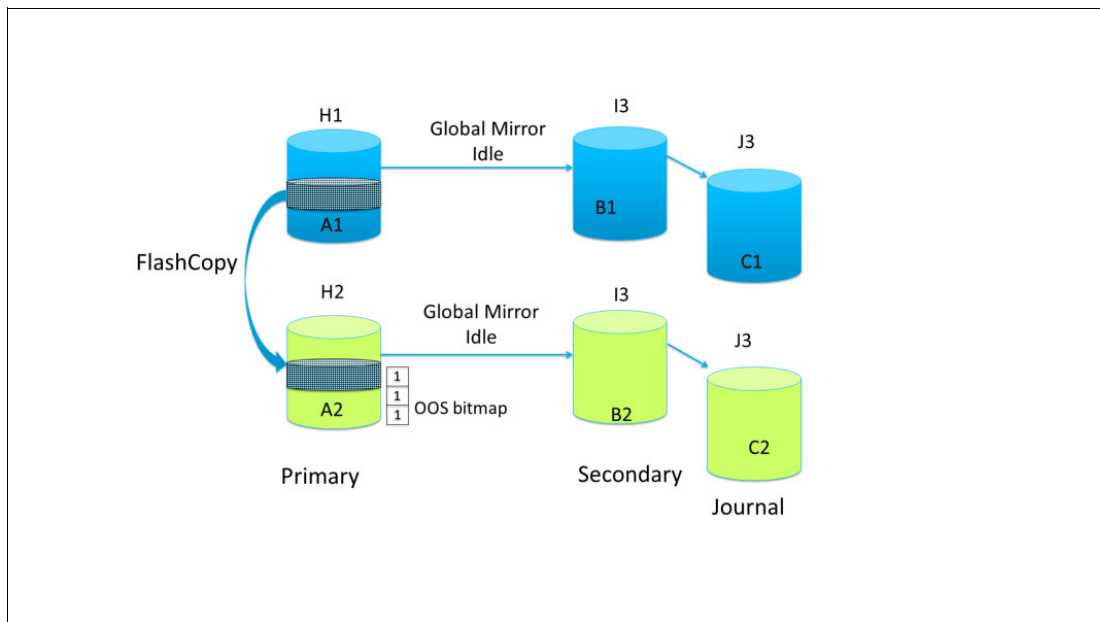 H1
Global Mirror
Idle
I3
J3
A1
B1
C1
FlashCopy
H2
Global Mirror
Idle
I3
J3
1
1
1
OOS bitmap
A2
B2
C2
Primary
Secondary
Journal